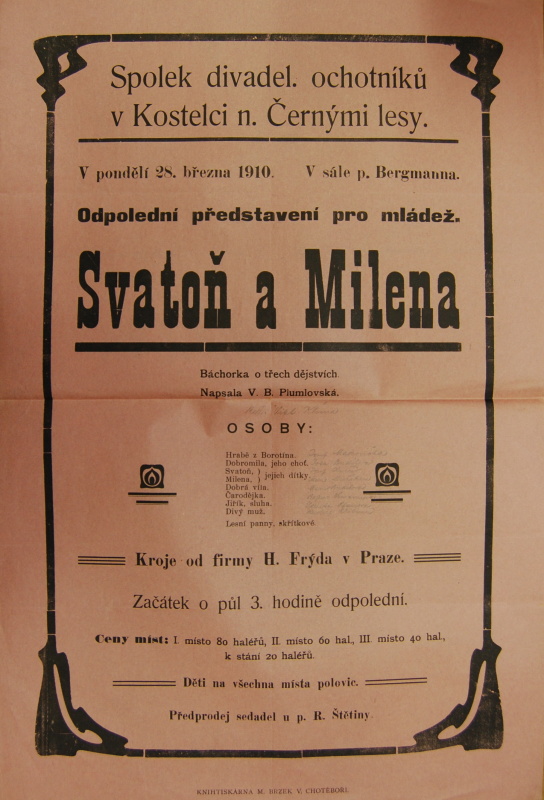 Spolek divadel. ochotníků
v Kostelci n. Černými lesy.
V pondělí 28. března 1910. V sále p. Bergmanna.
Odpolední představení pro mládež.
Svatoň a Milena
Báchorka o třech dějstvích.
Napsala V. B. Plumlovská.
OSOBY:
Hrabě z Borotína.
Dobromila, jeho choť.
Svatoň, )
Milena, ) jejich dítky.
Dobrá víla.
Čarodějka.
Jiřík, sluha.
Divý muž.
Lesní panny, skřítkové.
Kroje od firmy H. Frýda v Praze.
Začátek o půl 3. hodině odpolední.
Ceny míst: I. místo 80 haléřů, II. místo 60 hal., III. místo 40 hal.,
k stání 20 haléřů.
Děti na všechna místa polovic.
Předprodej sedadel u p. R. Štětiny.
KNIHTISKÁRNA M. BEZEK V. CHOTĚBOŘI.